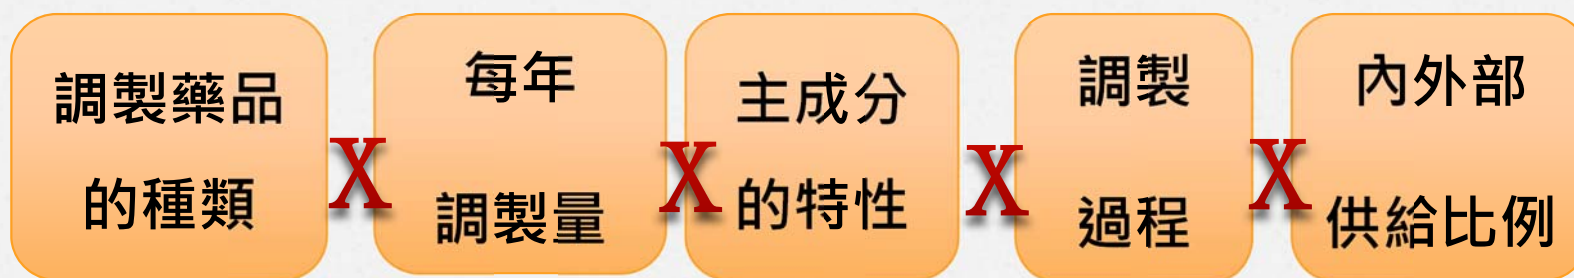 調製藥品
的種類
X
每年
調製量
X
主成分
的特性
X
調製
過程
X
內外部
供給比例